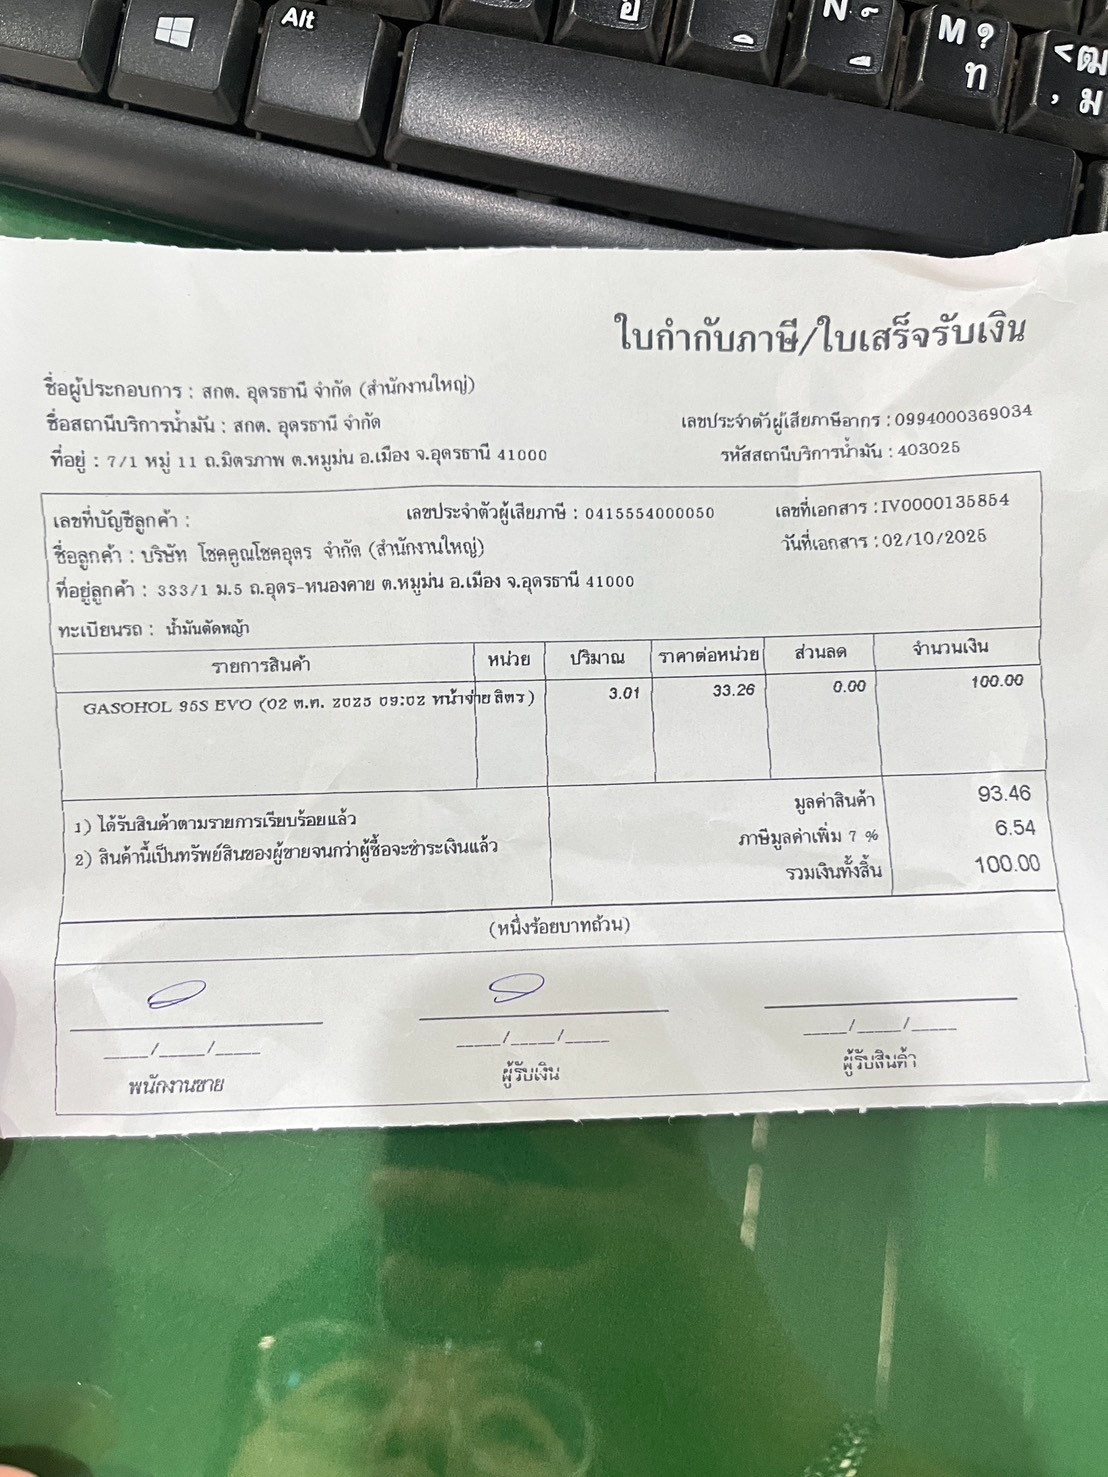 Alt
อ
N
M ?
ท
< ฒ
, ม
ใบกำกับภาษี/ใบเสร็จรับเงิน
ชื่อผู้ประกอบการ : สกต. อุดรธานี จำกัด (สำนักงานใหญ่)
ชื่อสถานีบริการน้ำมัน : สกต. อุดรธานี จำกัด เลขประจำตัวผู้เสียภาษีอากร : 0994000369034
ที่อยู่ : 7/1 หมู่ 11 ถ.มิตรภาพ ต.หมูม่น อ.เมือง จ.อุดรธานี 41000 รหัสสถานีบริการน้ำมัน : 403025
เลขที่บัญชีลูกค้า : เลขประจำตัวผู้เสียภาษี : 0415554000050 เลขที่เอกสาร : IV0000135854
ชื่อลูกค้า : บริษัท โชคคูณโชคอุดร จำกัด (สำนักงานใหญ่) วันที่เอกสาร : 02/10/2025
ที่อยู่ลูกค้า : 333/1 ม.5 ถ.อุดร-หนองคาย ต.หมูม่น อ.เมือง จ.อุดรธานี 41000
ทะเบียนรถ : น้ำมันตัดหญ้า
รายการสินค้า หน่วย ปริมาณ ราคาต่อหน่วย ส่วนลด จำนวนเงิน
GASOHOL 95S EVO (02 ต.ค. 2025 09:02 หน้าจ่าย ลิตร) 3.01 33.26 0.00 100.00
1) ได้รับสินค้าตามรายการเรียบร้อยแล้ว มูลค่าสินค้า 93.46
2) สินค้านี้เป็นทรัพย์สินของผู้ขายจนกว่าผู้ซื้อจะชำระเงินแล้ว ภาษีมูลค่าเพิ่ม 7 % 6.54
รวมเงินทั้งสิ้น 100.00
(หนึ่งร้อยบาทถ้วน)
____/____/____ ____/____/____ ____/____/____
พนักงานขาย ผู้รับเงิน ผู้รับสินค้า